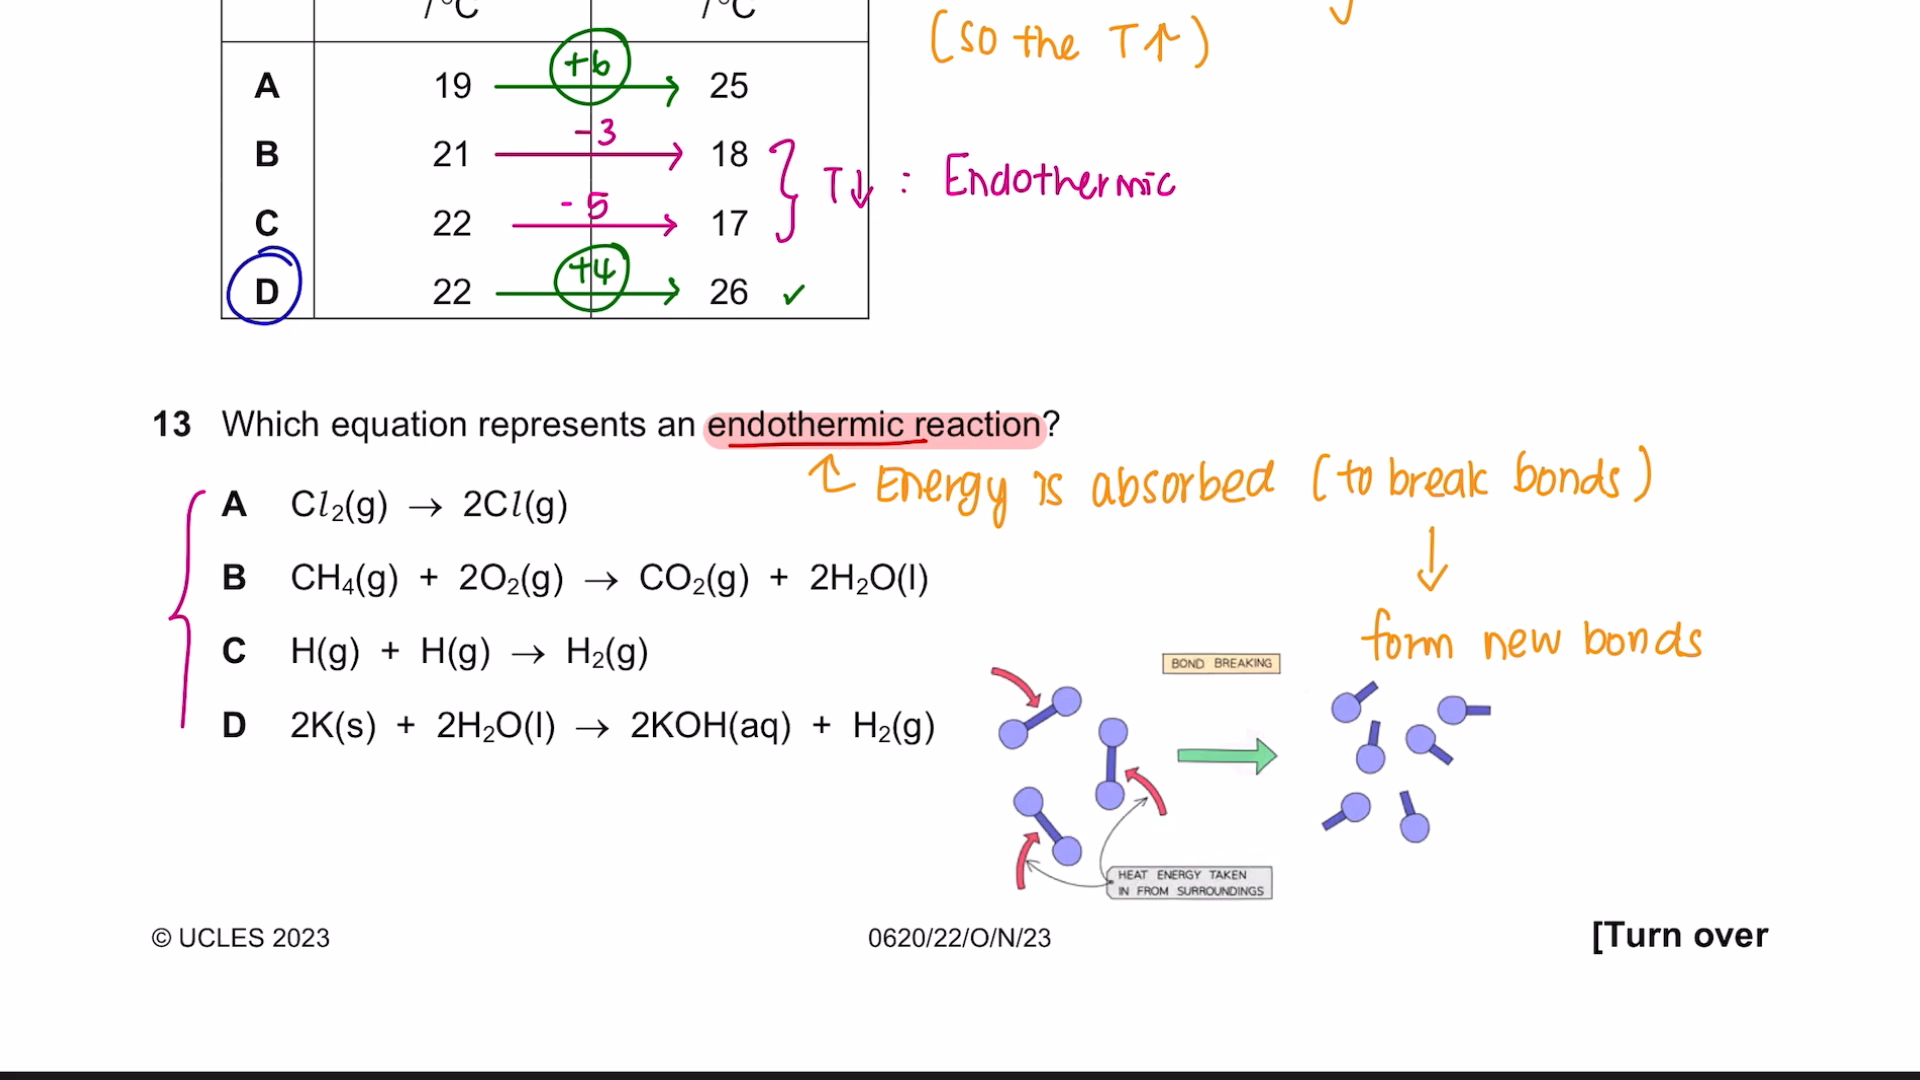 /°C /°C
(so the T↑)
A 19 +6 25
B 21 -3 18
T↓ : Endothermic
C 22 -5 17
D 22 +4 26 ✓
13 Which equation represents an endothermic reaction?
↑ Energy is absorbed (to break bonds)
A Cl₂(g) → 2Cl(g)
↓
B CH₄(g) + 2O₂(g) → CO₂(g) + 2H₂O(l)
form new bonds
C H(g) + H(g) → H₂(g)
BOND BREAKING
D 2K(s) + 2H₂O(l) → 2KOH(aq) + H₂(g)
HEAT ENERGY TAKEN
IN FROM SURROUNDINGS
© UCLES 2023 0620/22/O/N/23 [Turn over